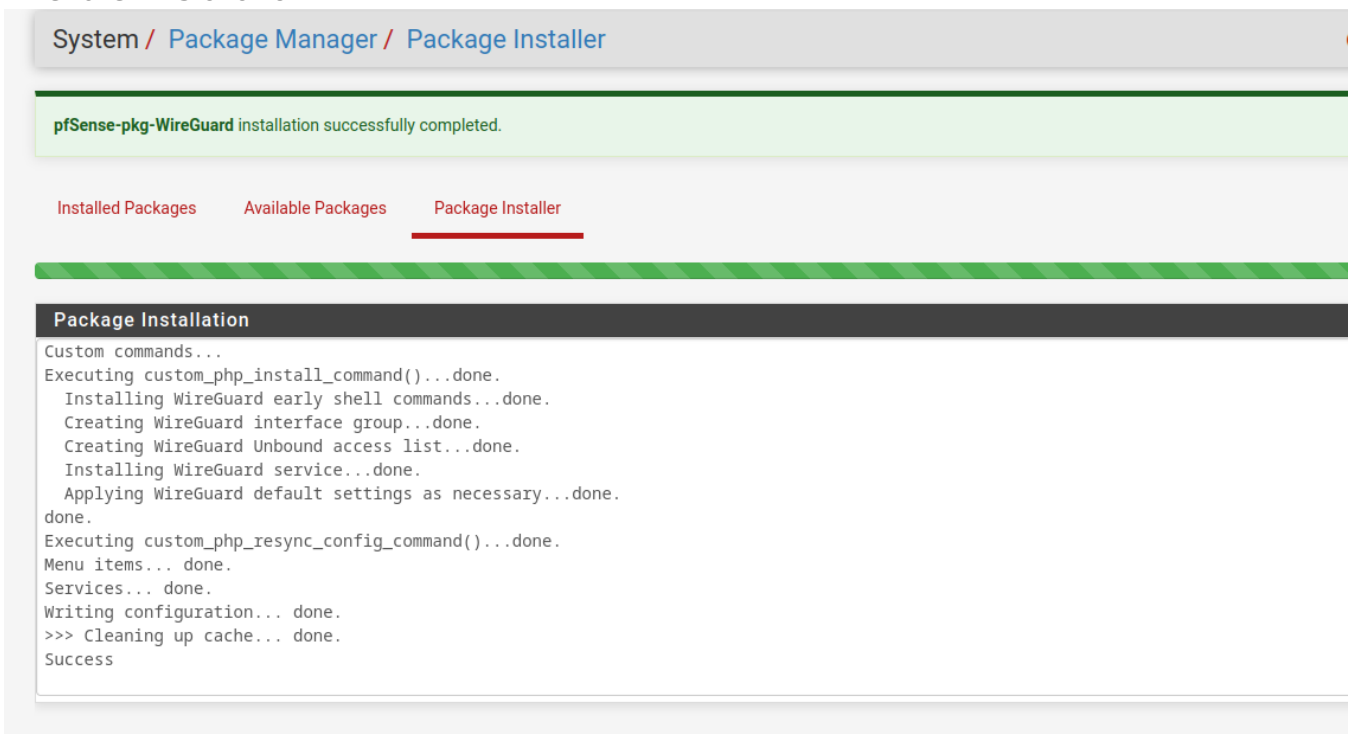 System / Package Manager / Package Installer
pfSense-pkg-WireGuard installation successfully completed.
Installed Packages Available Packages Package Installer
Package Installation
Custom commands...
Executing custom_php_install_command()...done.
Installing WireGuard early shell commands...done.
Creating WireGuard interface group...done.
Creating WireGuard Unbound access list...done.
Installing WireGuard service...done.
Applying WireGuard default settings as necessary...done.
done.
Executing custom_php_resync_config_command()...done.
Menu items... done.
Services... done.
Writing configuration... done.
>>> Cleaning up cache... done.
Success